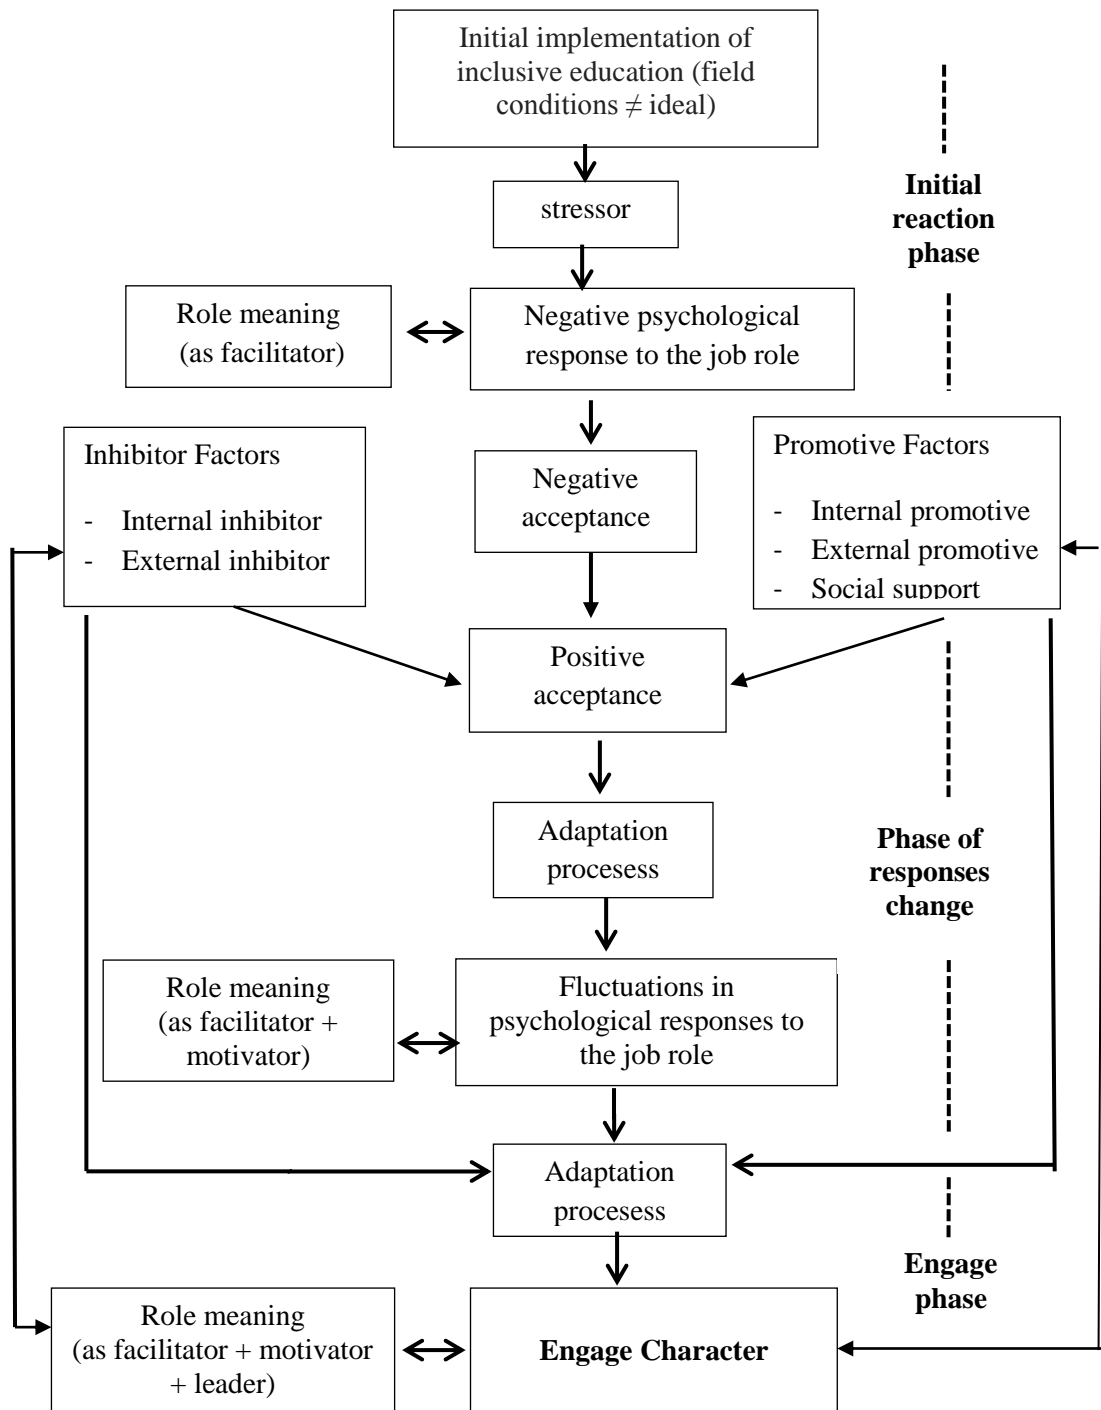 Initial implementation of
inclusive education (field
conditions ≠ ideal)
stressor
Initial
reaction
phase
Role meaning
(as facilitator)
Negative psychological
response to the job role
Inhibitor Factors
- Internal inhibitor
- External inhibitor
Negative
acceptance
Promotive Factors
- Internal promotive
- External promotive
- Social support
Positive
acceptance
Adaptation
procesess
Phase of
responses
change
Role meaning
(as facilitator +
motivator)
Fluctuations in
psychological responses to
the job role
Adaptation
procesess
Engage
phase
Role meaning
(as facilitator + motivator
+ leader)
Engage Character